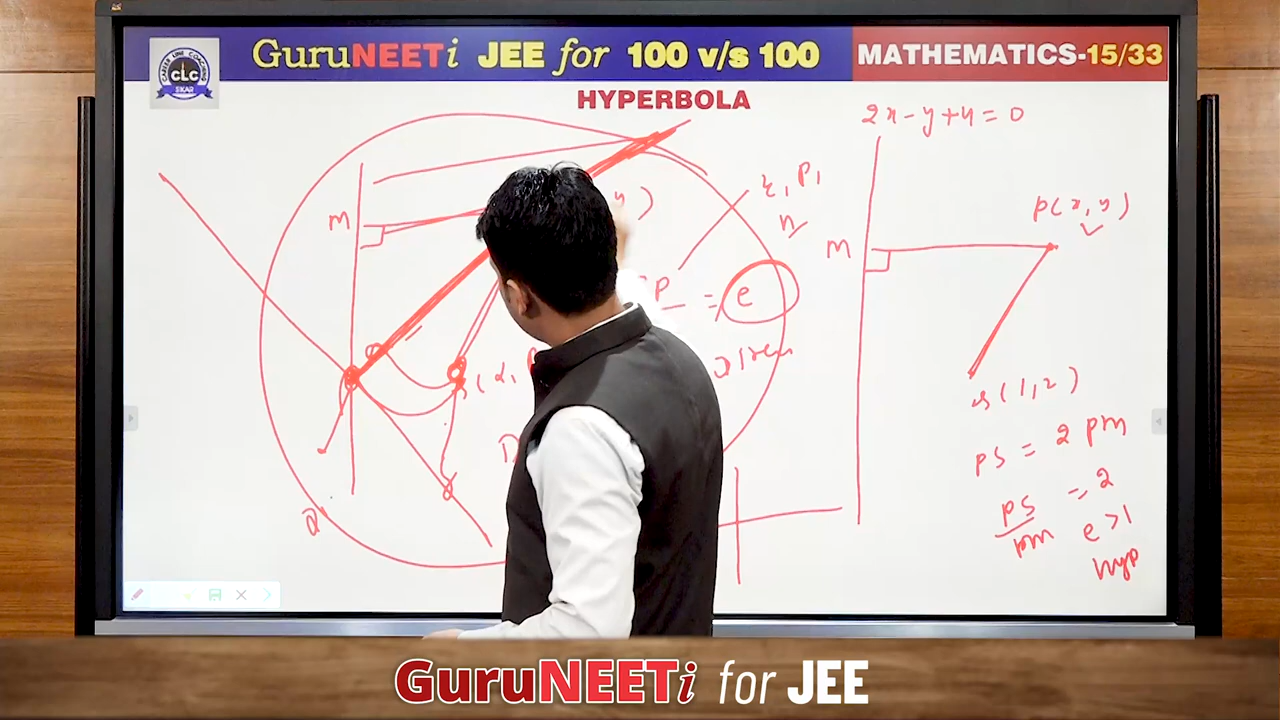 GuruNEETi JEE for 100 v/s 100
MATHEMATICS-15/33
CAREER LINE COACHING
CLC
SIKAR
HYPERBOLA
2x-y+4=0
M
P(x,y)
M
y)
P = e
S(α,
S(1,2)
PS = 2 PM
PS/PM = 2
e>1
Hyp
GuruNEETi for JEE